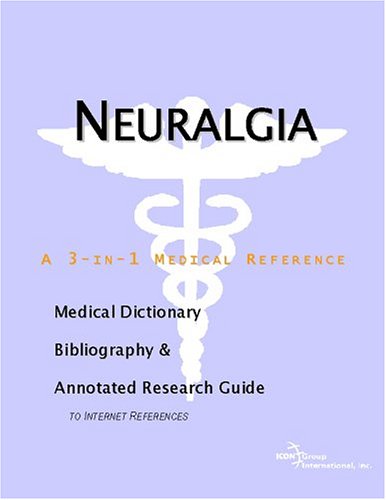 NEURALGIA
A 3-IN-1 MEDICAL REFERENCE
Medical Dictionary
Bibliography &
Annotated Research Guide
TO INTERNET REFERENCES
ICON Group
International, Inc.